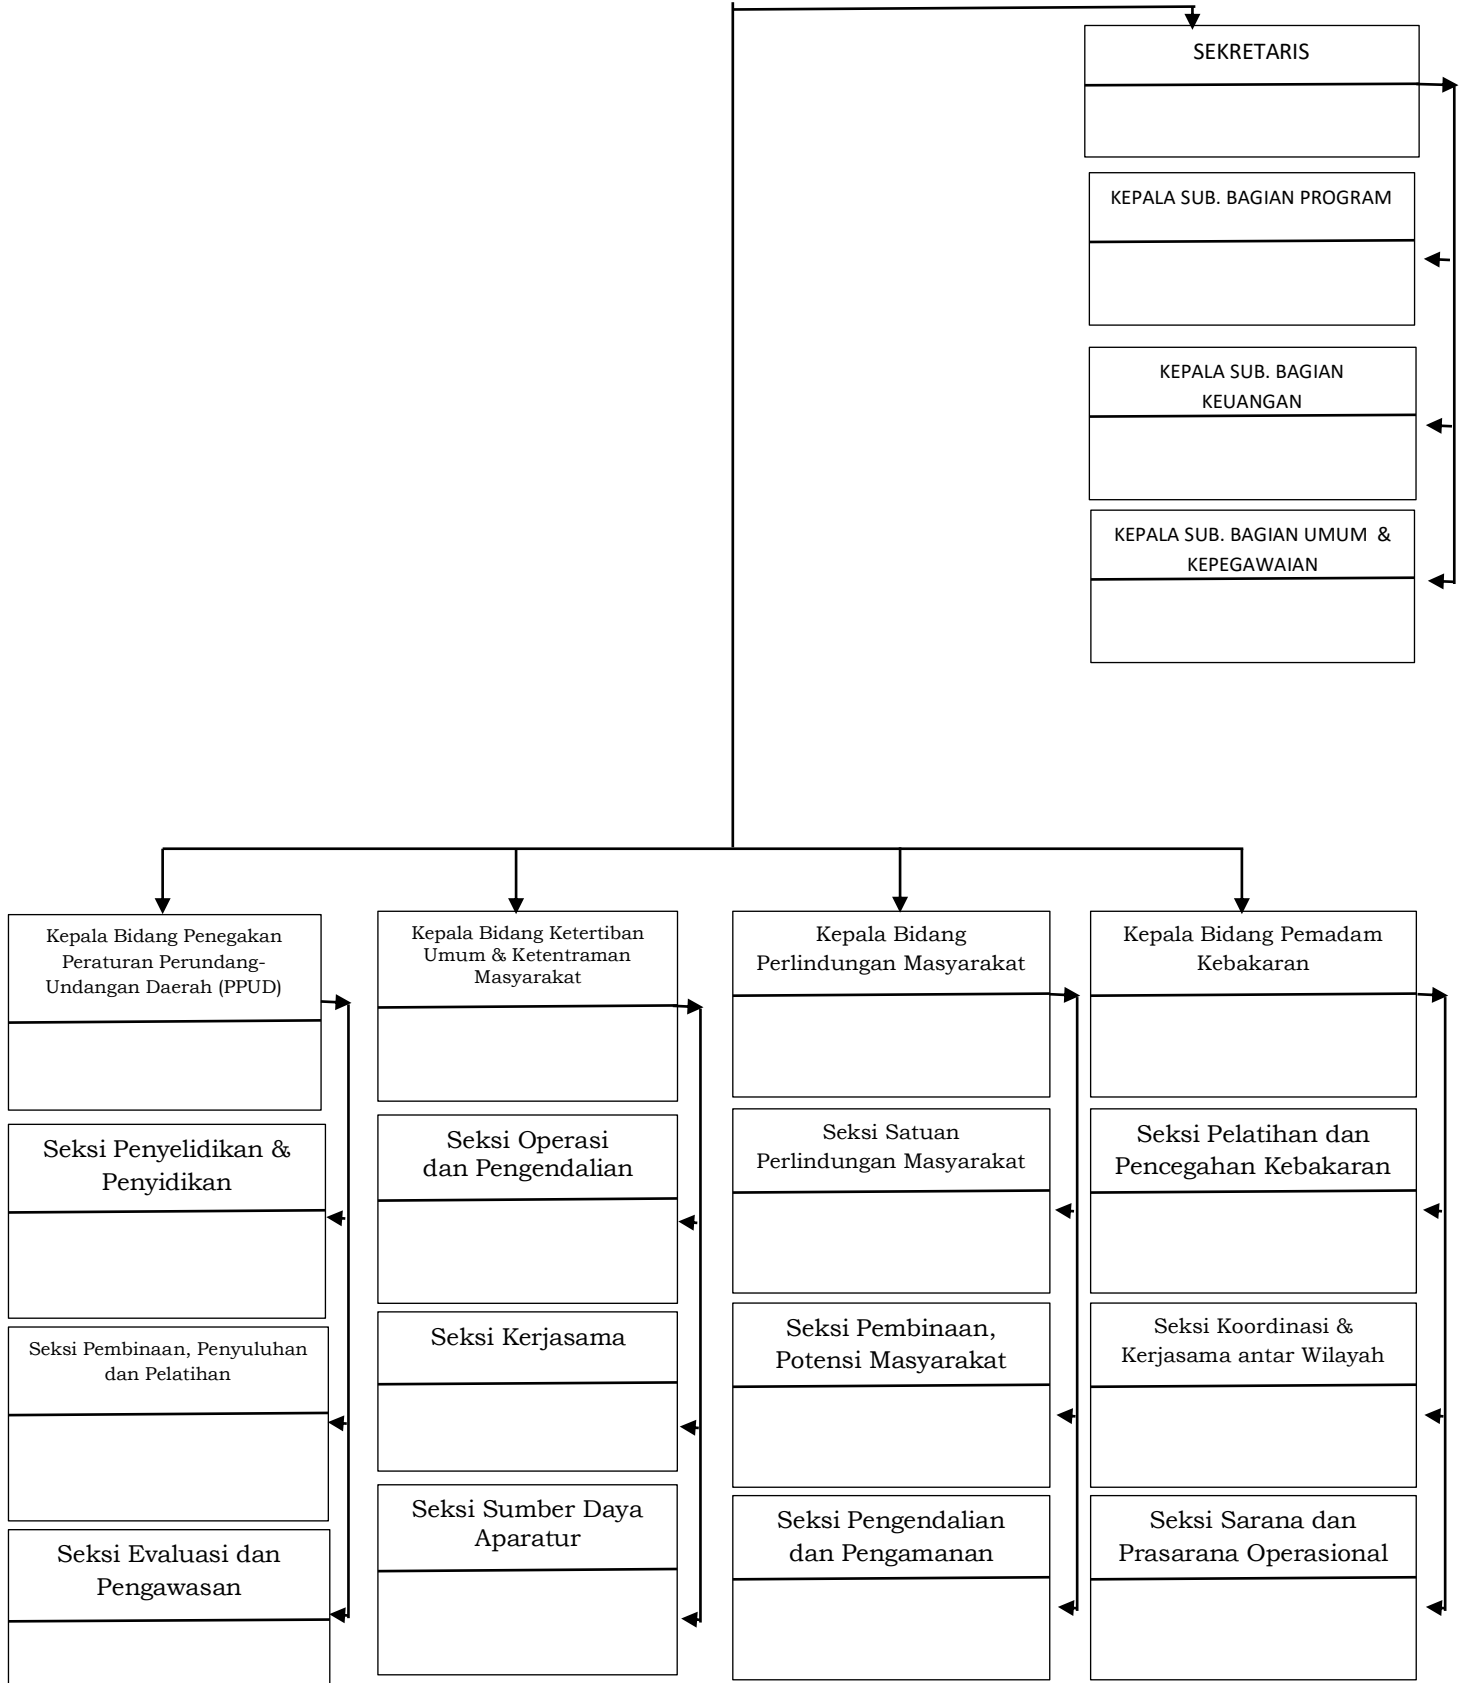 SEKRETARIS
KEPALA SUB. BAGIAN PROGRAM
KEPALA SUB. BAGIAN
KEUANGAN
KEPALA SUB. BAGIAN UMUM &
KEPEGAWAIAN
Kepala Bidang Penegakan
Peraturan Perundang-
Undangan Daerah (PPUD)
Seksi Penyelidikan &
Penyidikan
Seksi Pembinaan, Penyuluhan
dan Pelatihan
Seksi Evaluasi dan
Pengawasan
Kepala Bidang Ketertiban
Umum & Ketentraman
Masyarakat
Seksi Operasi
dan Pengendalian
Seksi Kerjasama
Seksi Sumber Daya
Aparatur
Kepala Bidang
Perlindungan Masyarakat
Seksi Satuan
Perlindungan Masyarakat
Seksi Pembinaan,
Potensi Masyarakat
Seksi Pengendalian
dan Pengamanan
Kepala Bidang Pemadam
Kebakaran
Seksi Pelatihan dan
Pencegahan Kebakaran
Seksi Koordinasi &
Kerjasama antar Wilayah
Seksi Sarana dan
Prasarana Operasional